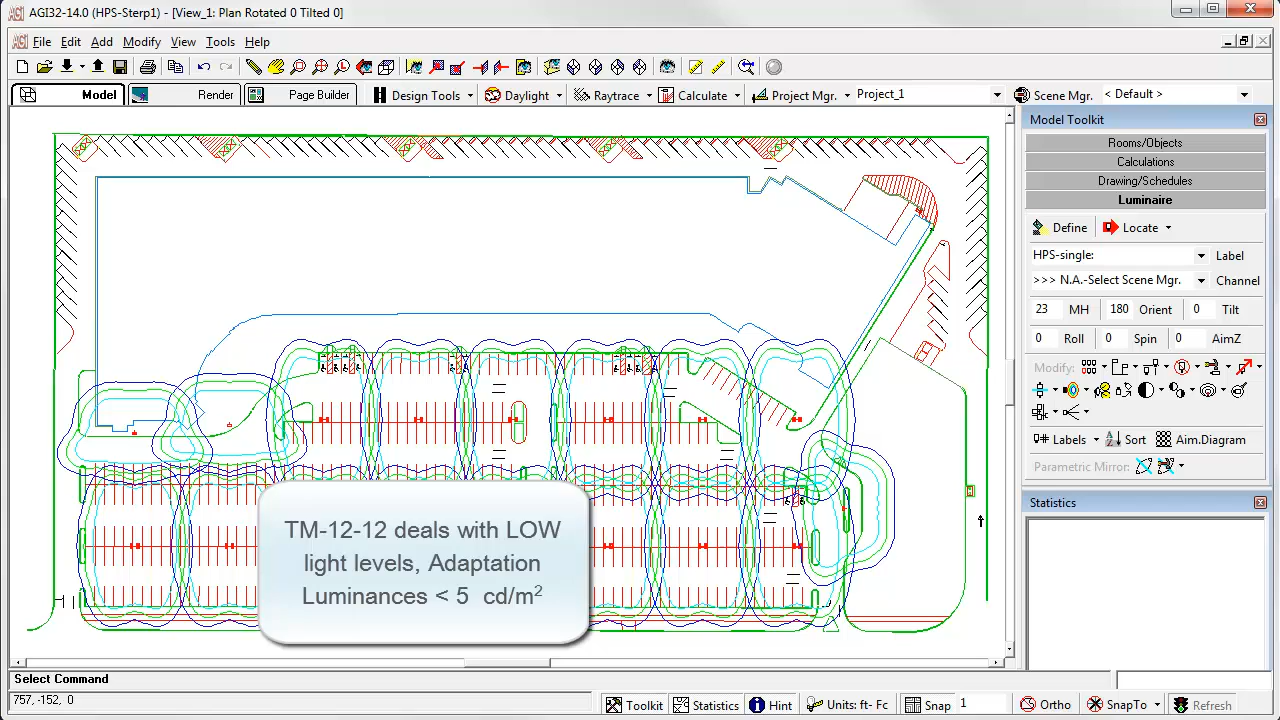 AGI32-14.0 (HPS-Sterp1) - [View_1: Plan Rotated 0 Tilted 0]
File Edit Add Modify View Tools Help
Model Render Page Builder Design Tools Daylight Raytrace Calculate Project Mgr. Project_1 Scene Mgr. < Default >
Model Toolkit
Rooms/Objects
Calculations
Drawing/Schedules
Luminaire
Define Locate
HPS-single: Label
>>> N.A.-Select Scene Mgr. Channel
23 MH 180 Orient 0 Tilt
0 Roll 0 Spin 0 AimZ
Modify:
Labels Sort Aim.Diagram
Parametric Mirror:
Statistics
TM-12-12 deals with LOW
light levels, Adaptation
Luminances < 5 cd/m²
Select Command
757, -152, 0
Toolkit Statistics Hint Units: ft- Fc Snap 1 Ortho SnapTo Refresh